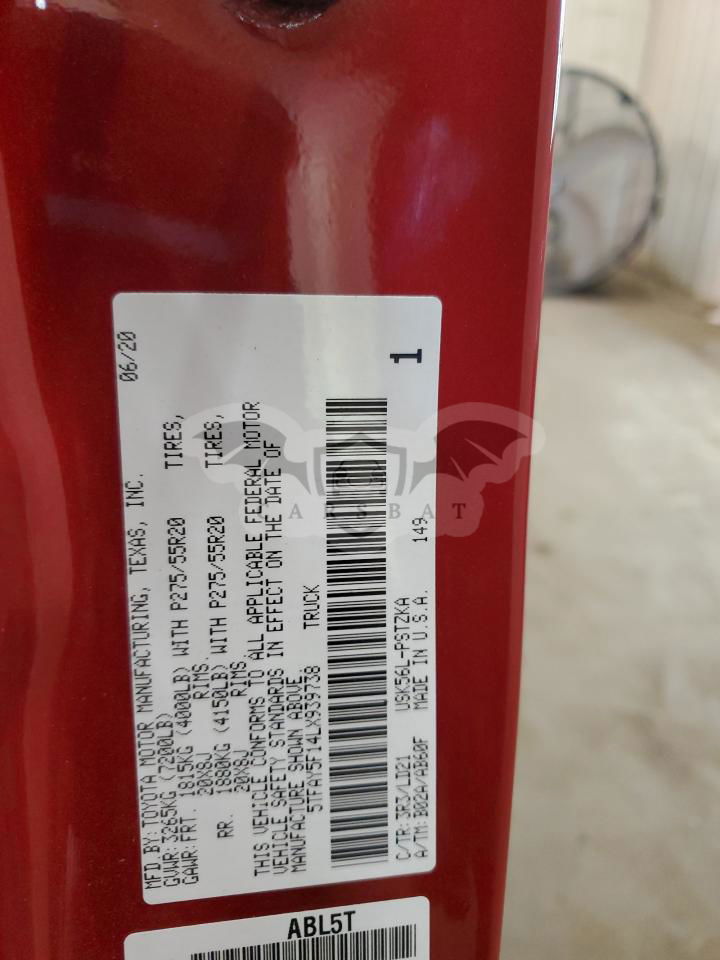 MFD.BY: TOYOTA MOTOR MANUFACTURING, TEXAS, INC. 06/20
GVWR: 3265KG (7200LB)
GAWR: FRT. 1815KG (4000LB) WITH P275/55R20 TIRES,
20X8J RIMS.
RR. 1880KG (4150LB) WITH P275/55R20 TIRES,
20X8J RIMS
THIS VEHICLE CONFORMS TO ALL APPLICABLE FEDERAL MOTOR
VEHICLE SAFETY STANDARDS IN EFFECT ON THE DATE OF
MANUFACTURE SHOWN ABOVE.
5TFAY5F14LX939738 TRUCK
C/TR: 3R3/LD21 USK56L-PSTZKA
A/TM: B02A/AB60F MADE IN U.S.A. 149
1
ARSBAT
ABL5T